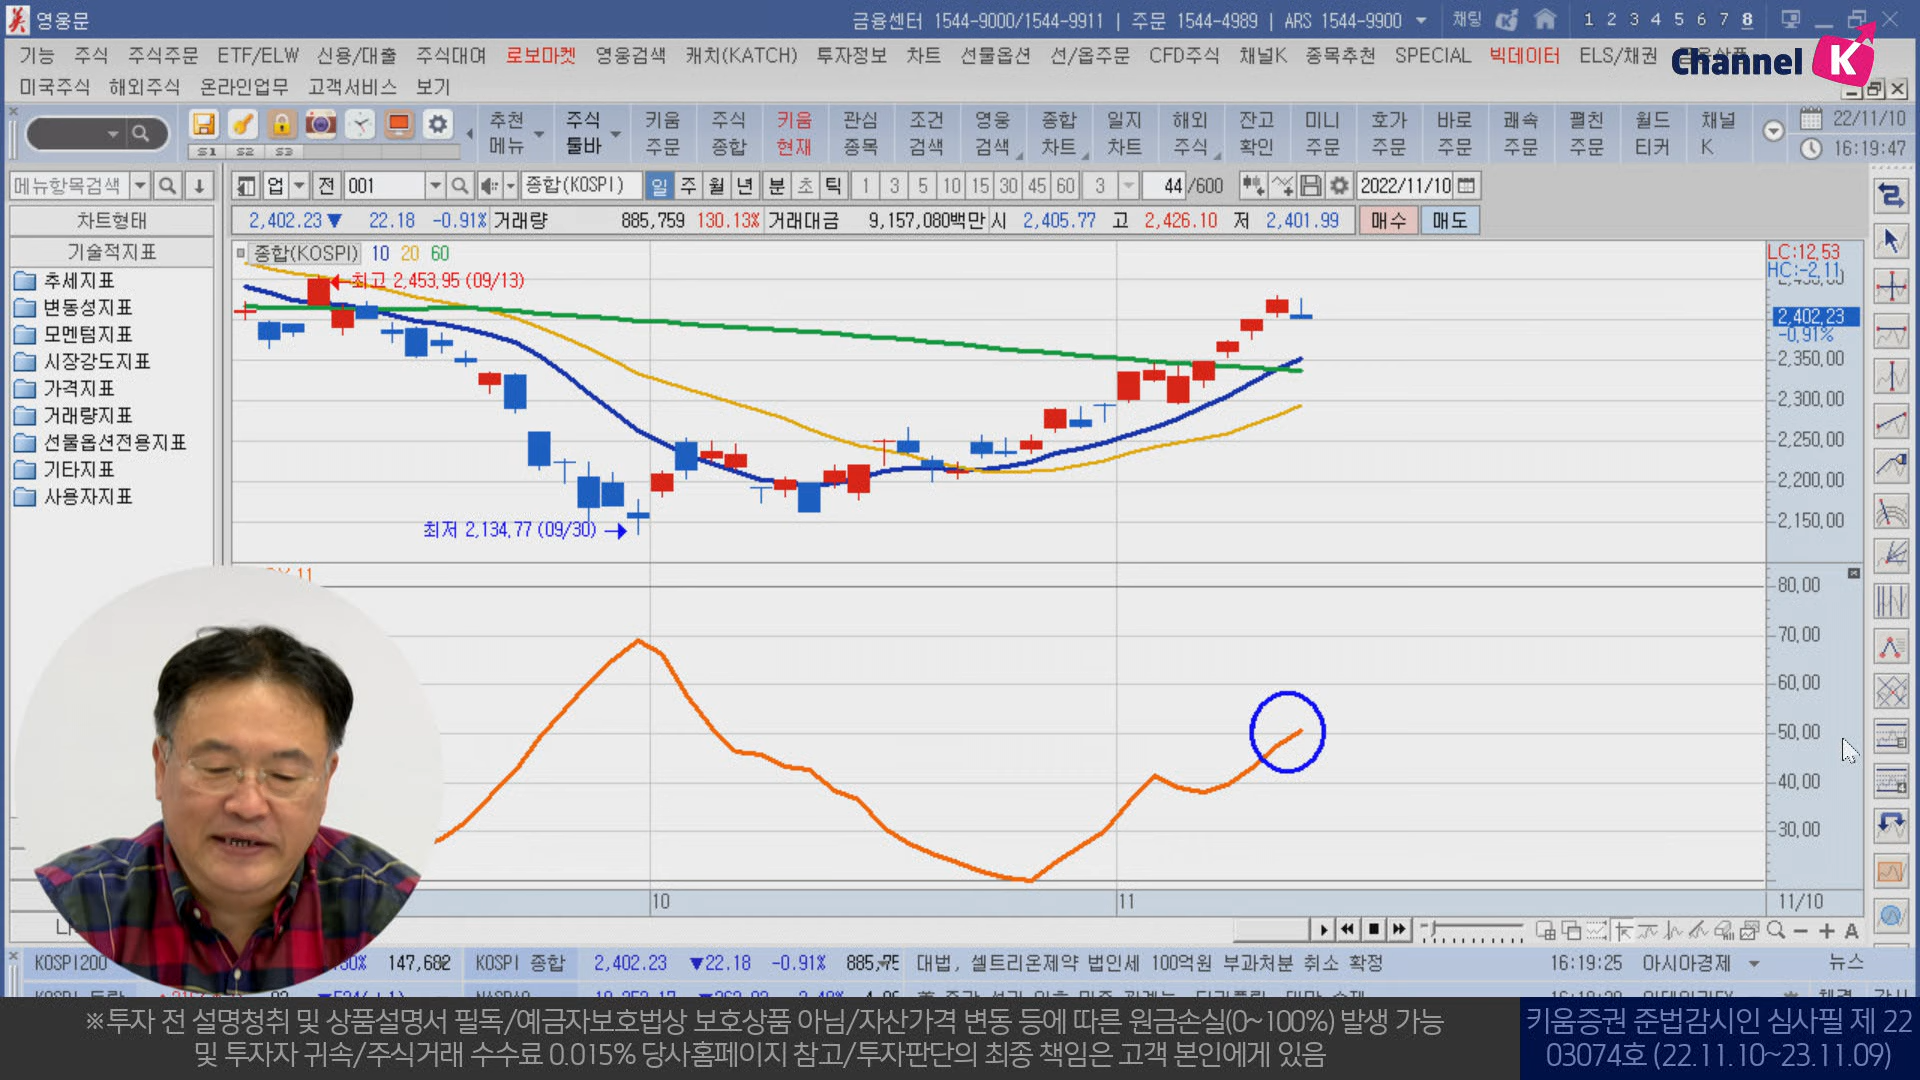 영웅문
금융센터 1544-9000/1544-9911 | 주문 1544-4989 | ARS 1544-9900 채팅 1 2 3 4 5 6 7 8
기능 주식 주식주문 ETF/ELW 신용/대출 주식대여 로보마켓 영웅검색 캐치(KATCH) 투자정보 차트 선물옵션 선/옵주문 CFD주식 채널K 종목추천 SPECIAL 빅데이터 ELS/채권
Channel K
미국주식 해외주식 온라인업무 고객서비스 보기
S1 S2 S3
추천 메뉴 주식 툴바 키움 주문 주식 종합 키움 현재 관심 종목 조건 검색 영웅 검색 종합 차트 일지 차트 해외 주식 잔고 확인 미니 주문 호가 주문 바로 주문 쾌속 주문 펼친 주문 월드 티커 채널 K
22/11/10
16:19:47
메뉴항목검색 업 전 001 종합(KOSPI) 일 주 월 년 분 초 틱 1 3 5 10 15 30 45 60 3 44 /600 2022/11/10
차트형태 2,402.23 ▼ 22.18 -0.91% 거래량 885,759 130.13% 거래대금 9,157,080백만 시 2,405.77 고 2,426.10 저 2,401.99 매수 매도
기술적지표
추세지표
변동성지표
모멘텀지표
시장강도지표
가격지표
거래량지표
선물옵션전용지표
기타지표
사용자지표
종합(KOSPI) 10 20 60
최고 2,453.95 (09/13)
최저 2,134.77 (09/30)
LC:12.53
HC:-2.11
2,402.23
-0.91%
2,350.00
2,300.00
2,250.00
2,200.00
2,150.00
11
80.00
70.00
60.00
50.00
40.00
30.00
10 11 11/10
A
KOSPI200 147,682 KOSPI 종합 2,402.23 ▼22.18 -0.91% 대법, 셀트리온제약 법인세 100억원 부과처분 취소 확정 16:19:25 아시아경제 뉴스
※투자 전 설명청취 및 상품설명서 필독/예금자보호법상 보호상품 아님/자산가격 변동 등에 따른 원금손실(0~100%) 발생 가능
및 투자자 귀속/주식거래 수수료 0.015% 당사홈페이지 참고/투자판단의 최종 책임은 고객 본인에게 있음
키움증권 준법감시인 심사필 제 22
03074호 (22.11.10~23.11.09)